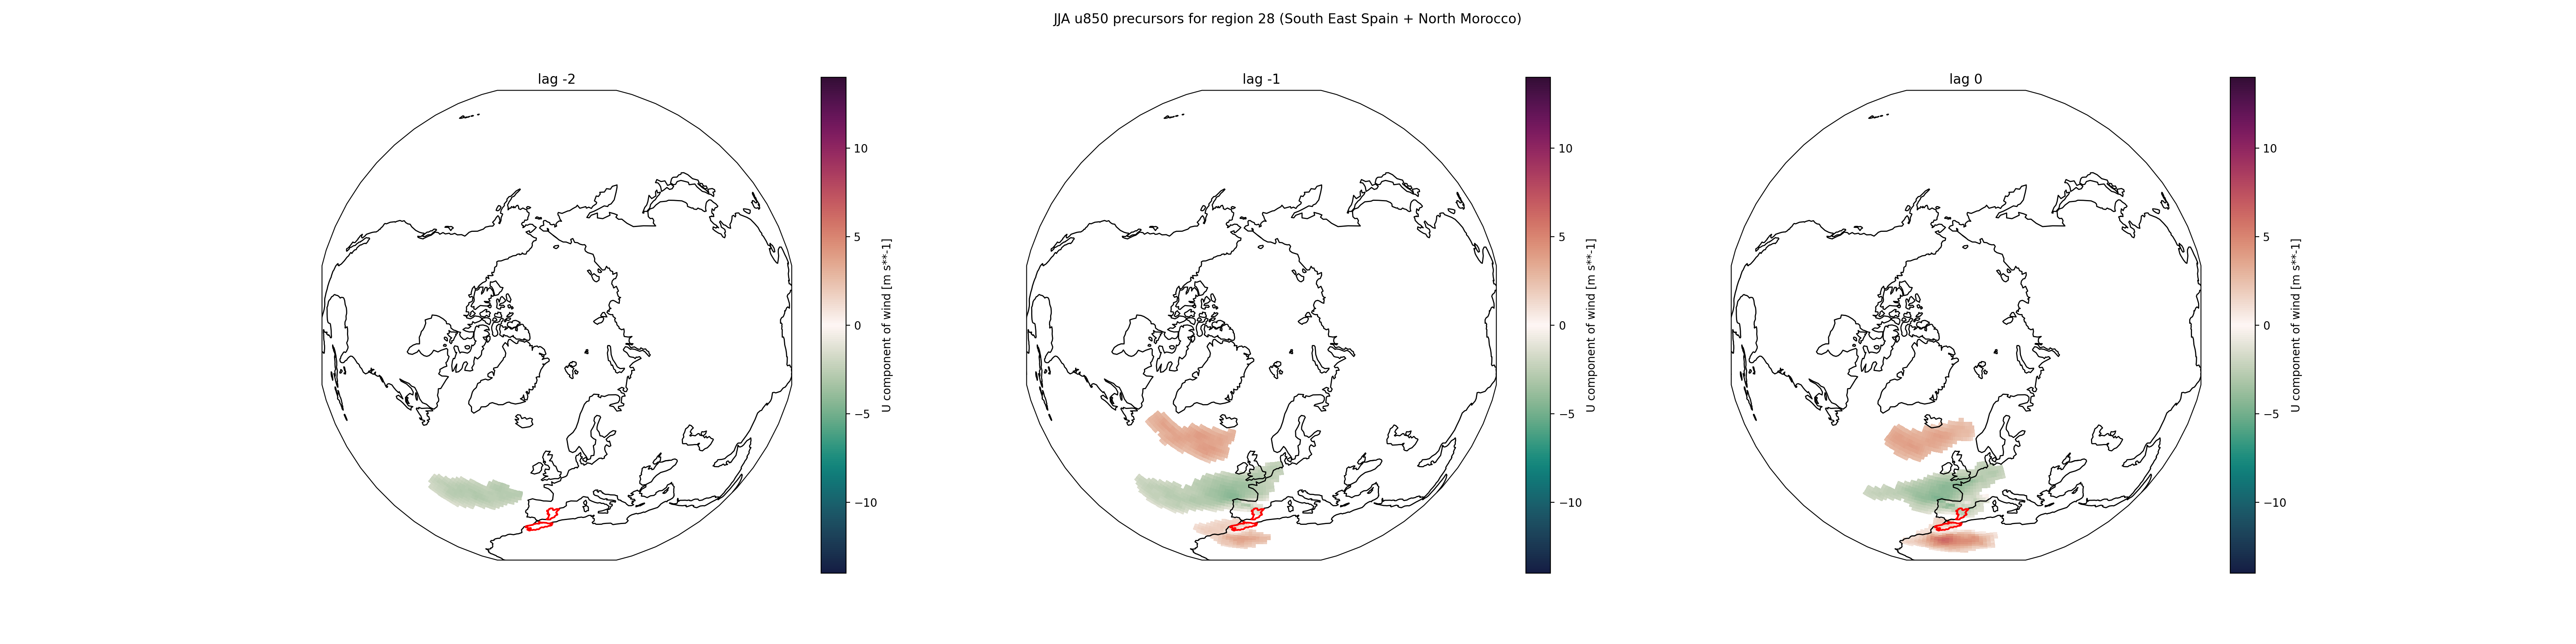 JJA u850 precursors for region 28 (South East Spain + North Morocco)
lag -2
10
5
0
−5
−10
U component of wind [m s**-1]
lag -1
10
5
0
−5
−10
U component of wind [m s**-1]
lag 0
10
5
0
−5
−10
U component of wind [m s**-1]